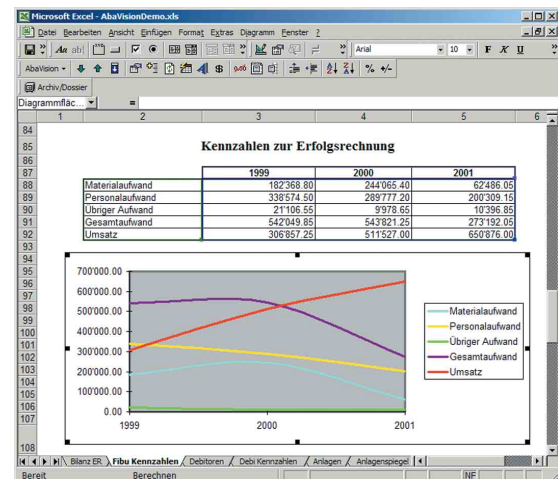 Microsoft Excel - AbaVisionDemo.xls
Datei Bearbeiten Ansicht Einfügen Format Extras Diagramm Fenster ?
Arial 10 F K U
AbaVision
Archiv/Dossier
Diagrammfläc... =
1 2 3 4 5 6
84
85 Kennzahlen zur Erfolgsrechnung
86
87 1999 2000 2001
88 Materialaufwand 182'368.80 244'065.40 62'486.05
89 Personalaufwand 338'574.50 289'777.20 200'309.15
90 Übriger Aufwand 21'106.55 9'978.65 10'396.85
91 Gesamtaufwand 542'049.85 543'821.25 273'192.05
92 Umsatz 306'857.25 511'527.00 650'876.00
93
94
95 700'000.00
96
97 600'000.00
98
99 500'000.00
100 400'000.00
101
102 300'000.00
103
104 200'000.00
105 100'000.00
106 0.00
107 1999 2000 2001
108
Materialaufwand
Personalaufwand
Übriger Aufwand
Gesamtaufwand
Umsatz
Bilanz ER Fibu Kennzahlen Debitoren Debi Kennzahlen Anlagen Anlagenspiegel
Bereit Berechnen NF